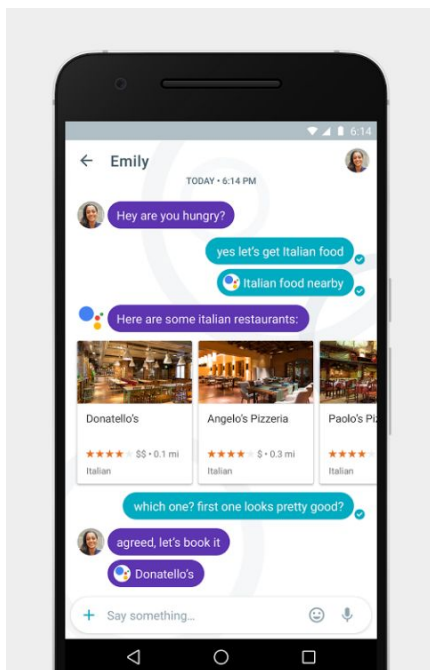 6:14
Emily
TODAY • 6:14 PM
Hey are you hungry?
yes let's get Italian food
Italian food nearby
Here are some italian restaurants:
Donatello's
★★★★ $$ • 0.1 mi
Italian
Angelo's Pizzeria
★★★★ $ • 0.3 mi
Italian
Paolo's Piz
★★★★
Italian
which one? first one looks pretty good?
agreed, let's book it
Donatello's
Say something...